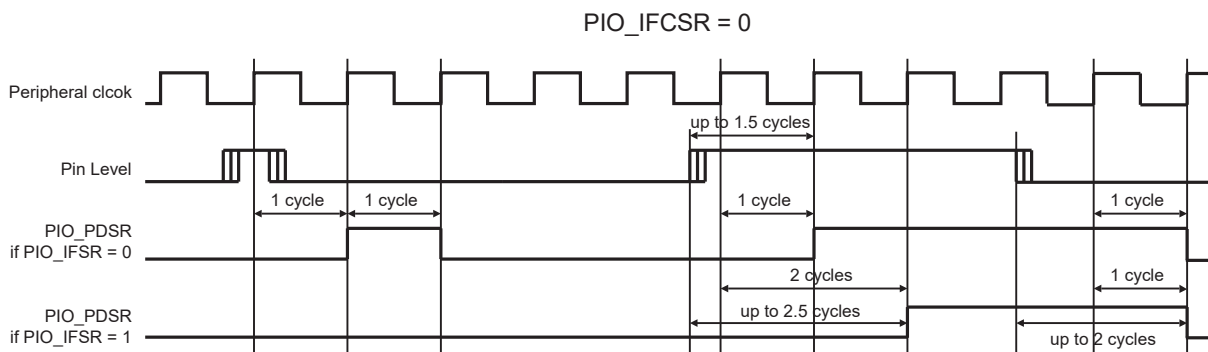 PIO_IFCSR = 0
Peripheral clcok
up to 1.5 cycles
Pin Level
1 cycle
1 cycle
1 cycle
1 cycle
PIO_PDSR
if PIO_IFSR = 0
2 cycles
1 cycle
PIO_PDSR
if PIO_IFSR = 1
up to 2.5 cycles
up to 2 cycles